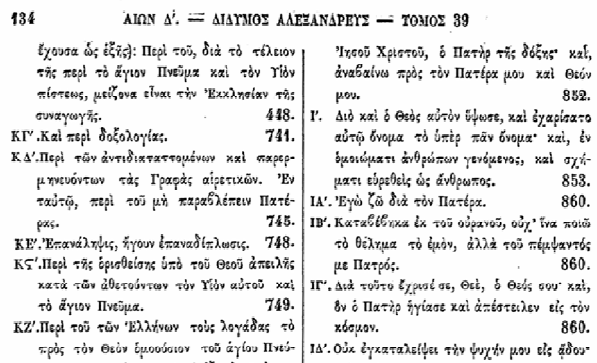 134 ΑΙΩΝ Δ΄. — ΔΙΔΥΜΟΣ ΑΛΕΞΑΝΔΡΕΥΣ — ΤΟΜΟΣ 39
ἔχουσα ὡς ἑξῆς): Περὶ τοῦ, διὰ τὸ τέλειον
τῆς περὶ τὸ ἅγιον Πνεῦμα καὶ τὸν Υἱὸν
πίστεως, μείζονα εἶναι τὴν Ἐκκλησίαν τῆς
συναγωγῆς. 448.
ΚΓ΄.Καὶ περὶ δοξολογίας. 741.
ΚΔ΄.Περὶ τῶν ἀντιδιαταττομένων καὶ παρερ-
μηνευόντων τὰς Γραφὰς αἱρετικῶν. Ἐν
ταὐτῷ, περὶ τοῦ μὴ παραβλέπειν Πατέ-
ρας. 745.
ΚΕ΄.Ἐπανάληψις, ἤγουν ἐπαναδίπλωσις. 748.
ΚϚ΄.Περὶ τῆς ὁρισθείσης ὑπὸ τοῦ Θεοῦ ἀπειλῆς
κατὰ τῶν ἀθετούντων τὸν Υἱὸν αὐτοῦ καὶ
τὸ ἅγιον Πνεῦμα. 749.
ΚΖ΄.Περὶ τοῦ τῶν Ἑλλήνων τοὺς λογάδας τὸ
πρὸς τὸν Θεὸν ὁμοούσιον τοῦ ἁγίου Πνεύ-
Ἰησοῦ Χριστοῦ, ὁ Πατὴρ τῆς δόξης· καί,
ἀναβαίνω πρὸς τὸν Πατέρα μου καὶ Θεόν
μου. 852.
Ι΄. Διὸ καὶ ὁ Θεὸς αὐτὸν ὕψωσε, καὶ ἐχαρίσατο
αὐτῷ ὄνομα τὸ ὑπὲρ πᾶν ὄνομα· καί, ἐν
ὁμοιώματι ἀνθρώπων γενόμενος, καὶ σχή-
ματι εὑρεθεὶς ὡς ἄνθρωπος. 853.
ΙΑ΄. Ἐγὼ ζῶ διὰ τὸν Πατέρα. 860.
ΙΒ΄. Καταβέβηκα ἐκ τοῦ οὐρανοῦ, οὐχ᾽ ἵνα ποιῶ
τὸ θέλημα τὸ ἐμόν, ἀλλὰ τοῦ πέμψαντός
με Πατρός. 860.
ΙΓ΄. Διὰ τοῦτο ἔχρισέ σε, Θεέ, ὁ Θεός σου· καί,
ὃν ὁ Πατὴρ ἡγίασε καὶ ἀπέστειλεν εἰς τὸν
κόσμον. 860.
ΙΔ΄. Οὐκ ἐγκαταλείψει τὴν ψυχήν μου εἰς ᾅδου·